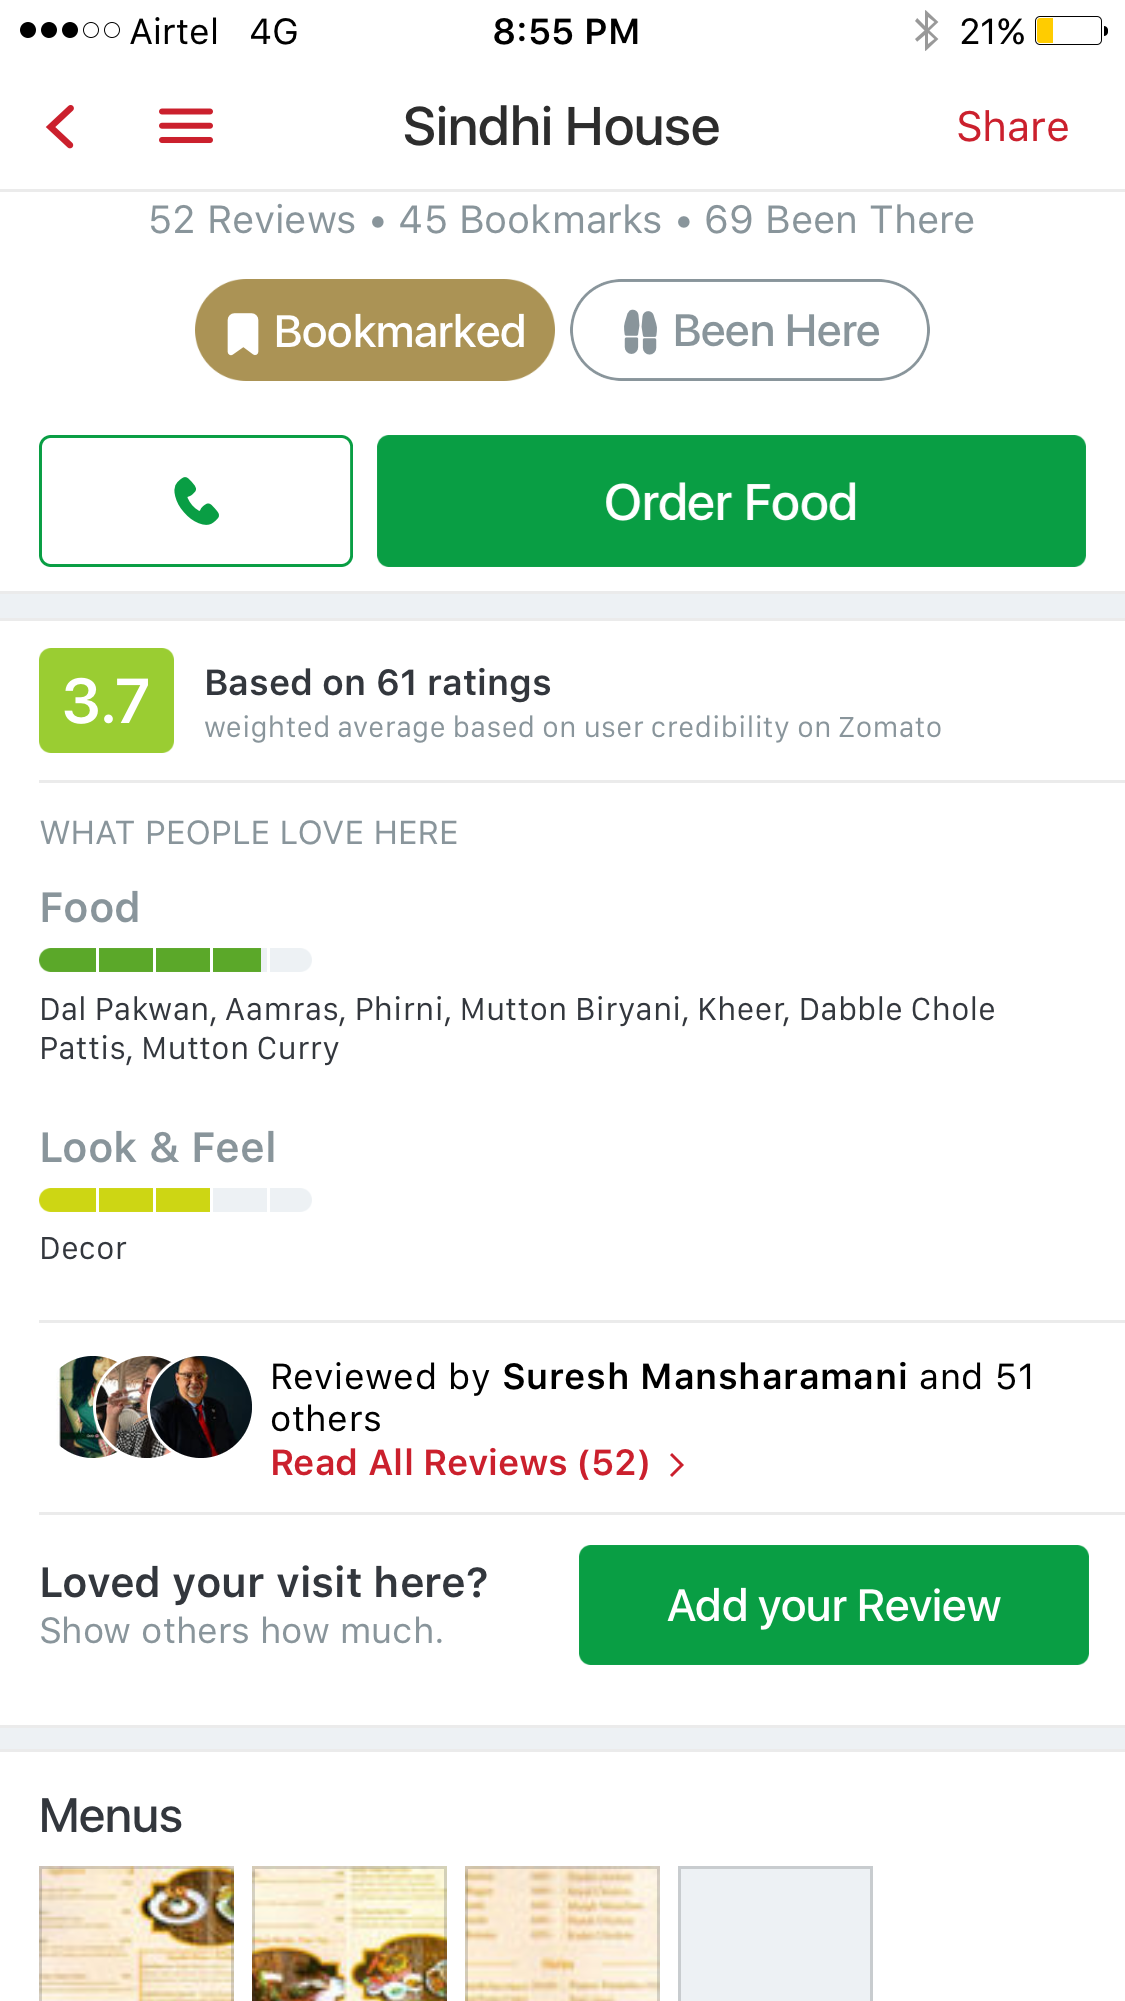 Airtel 4G 8:55 PM 21%
Sindhi House Share
52 Reviews • 45 Bookmarks • 69 Been There
Bookmarked Been Here
Order Food
3.7 Based on 61 ratings
weighted average based on user credibility on Zomato
WHAT PEOPLE LOVE HERE
Food
Dal Pakwan, Aamras, Phirni, Mutton Biryani, Kheer, Dabble Chole
Pattis, Mutton Curry
Look & Feel
Decor
Reviewed by Suresh Mansharamani and 51
others
Read All Reviews (52) >
Loved your visit here?
Show others how much.
Add your Review
Menus